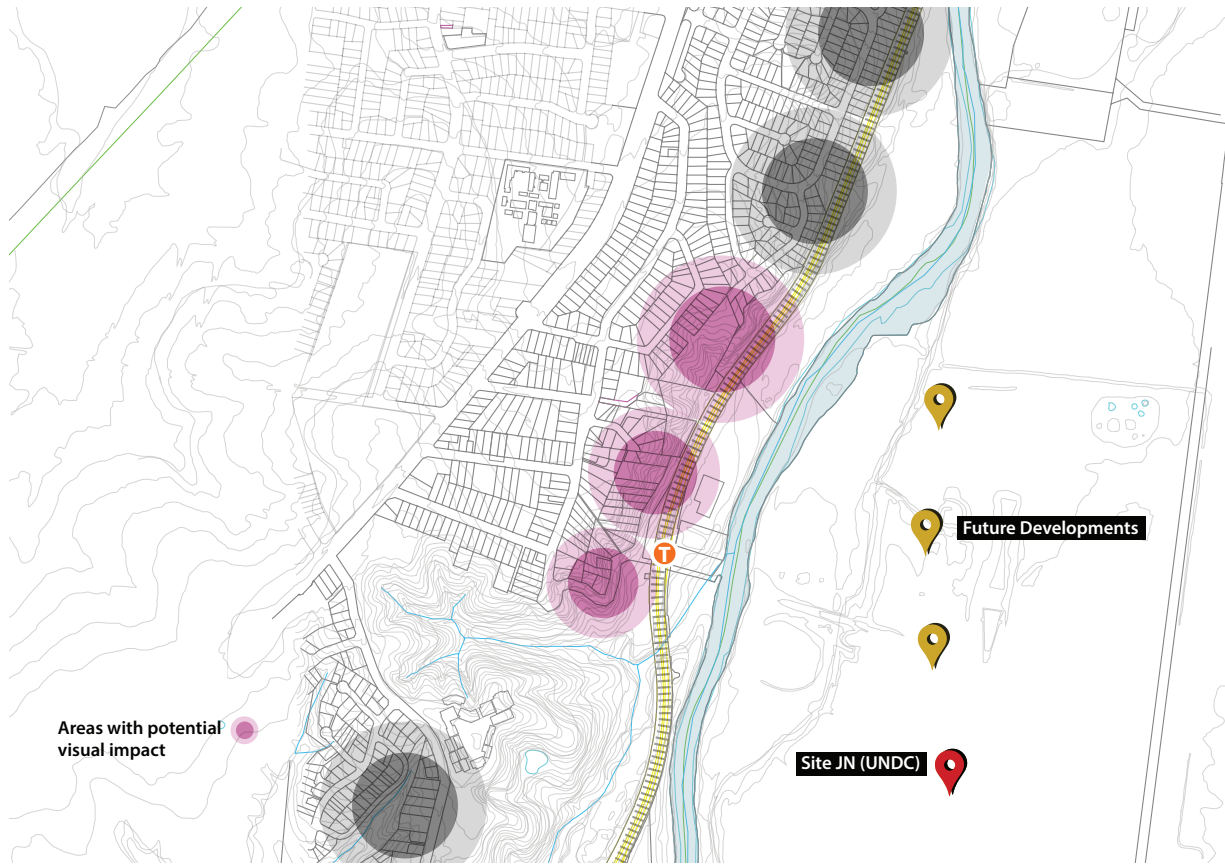 T
Future Developments
Areas with potential
visual impact
Site JN (UNDC)